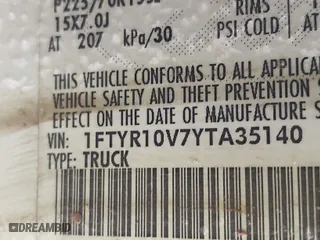 15X7.0J
RIMS
AT 207 kPa/30 PSI COLD
THIS VEHICLE CONFORMS TO ALL APPLICA
VEHICLE SAFETY AND THEFT PREVENTION
EFFECT ON THE DATE OF MANUFACTURE
VIN: 1FTYR10V7YTA35140
TYPE: TRUCK
DREAMBID